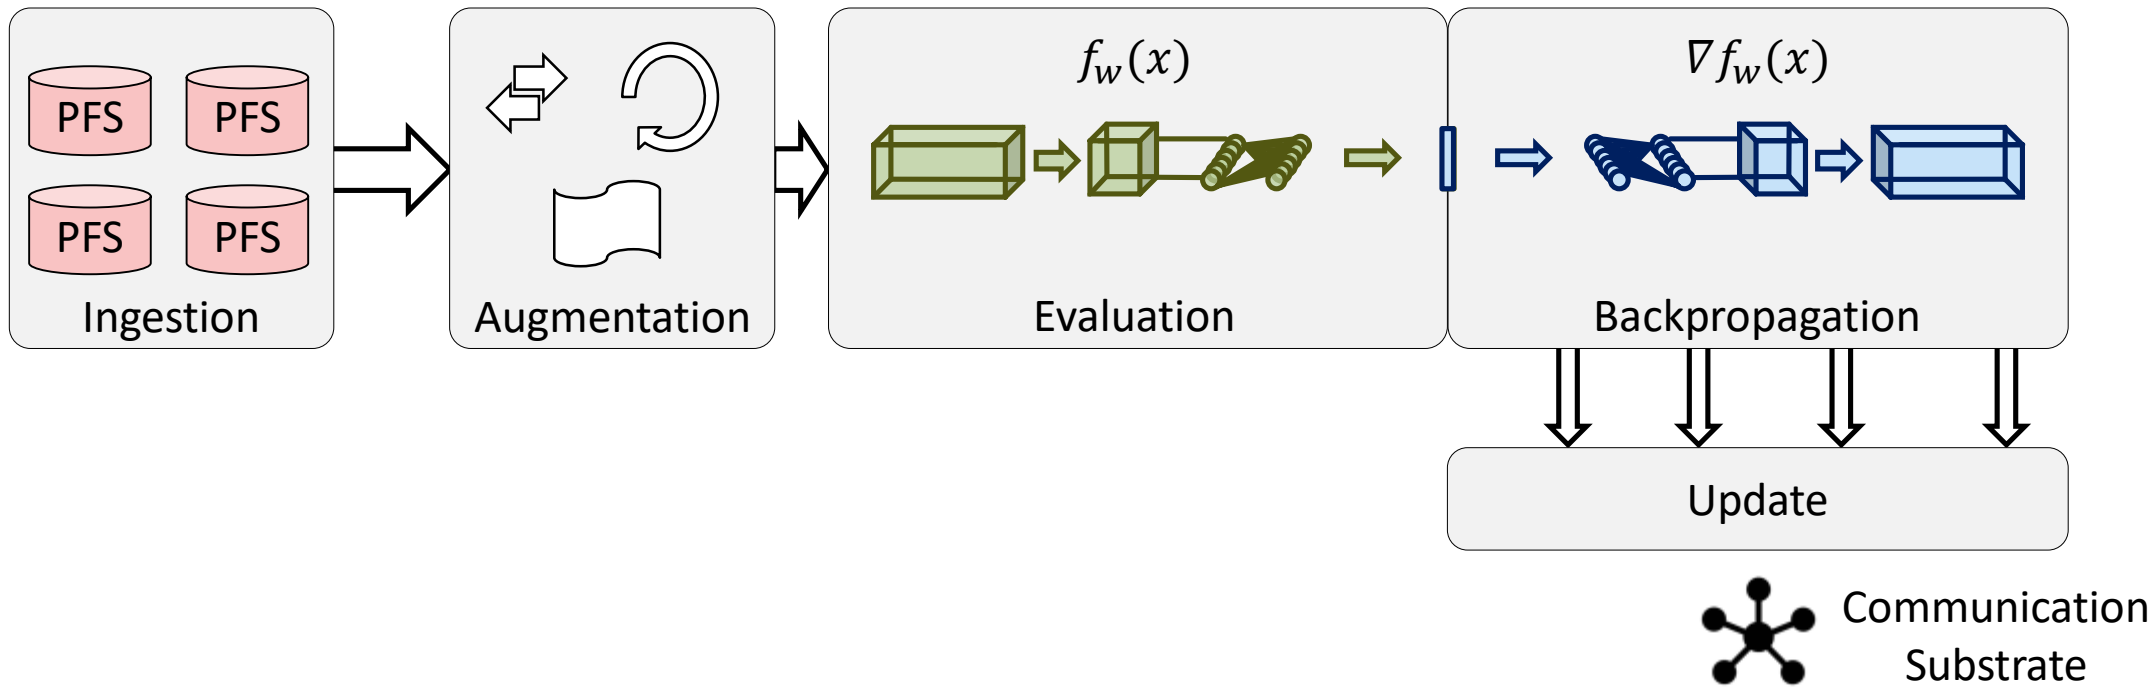 PFS PFS
PFS PFS
Ingestion
Augmentation
f_w(x)
Evaluation
∇f_w(x)
Backpropagation
Update
Communication
Substrate